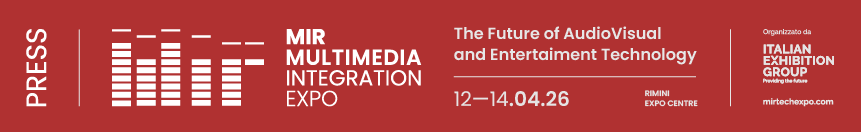 PRESS
MIR
MULTIMEDIA
INTEGRATION
EXPO
The Future of AudioVisual
and Entertaiment Technology
12—14.04.26
RIMINI
EXPO CENTRE
Organizzato da
ITALIAN
EXHIBITION
GROUP
Providing the future
mirtechexpo.com